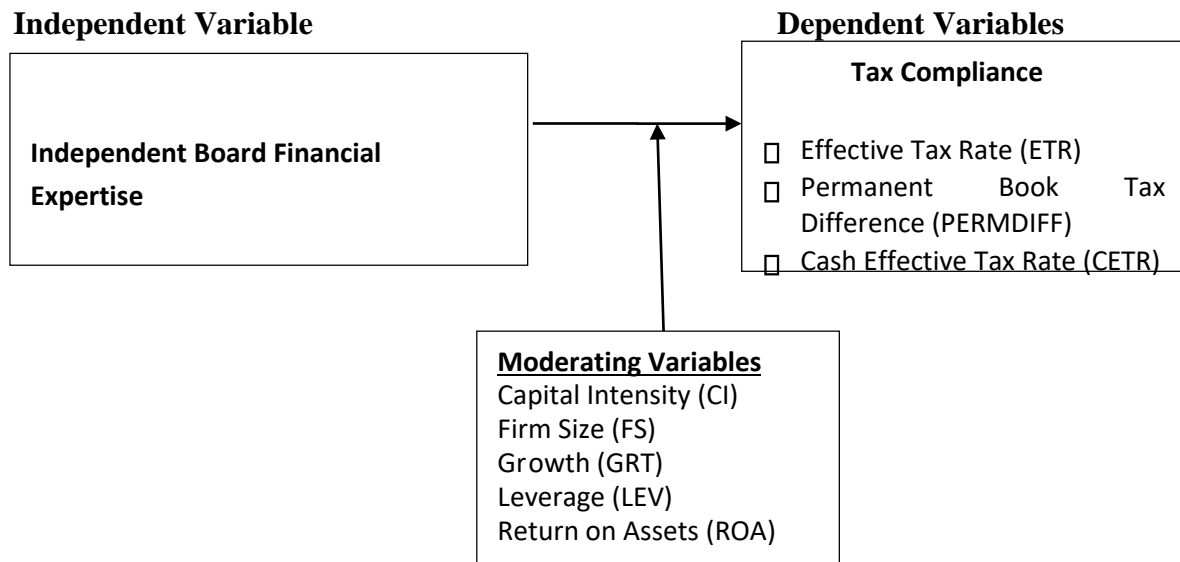 Independent Variable
Dependent Variables
Independent Board Financial
Expertise
Tax Compliance
Effective Tax Rate (ETR)
Permanent Book Tax
Difference (PERMDIFF)
Cash Effective Tax Rate (CETR)
Moderating Variables
Capital Intensity (CI)
Firm Size (FS)
Growth (GRT)
Leverage (LEV)
Return on Assets (ROA)